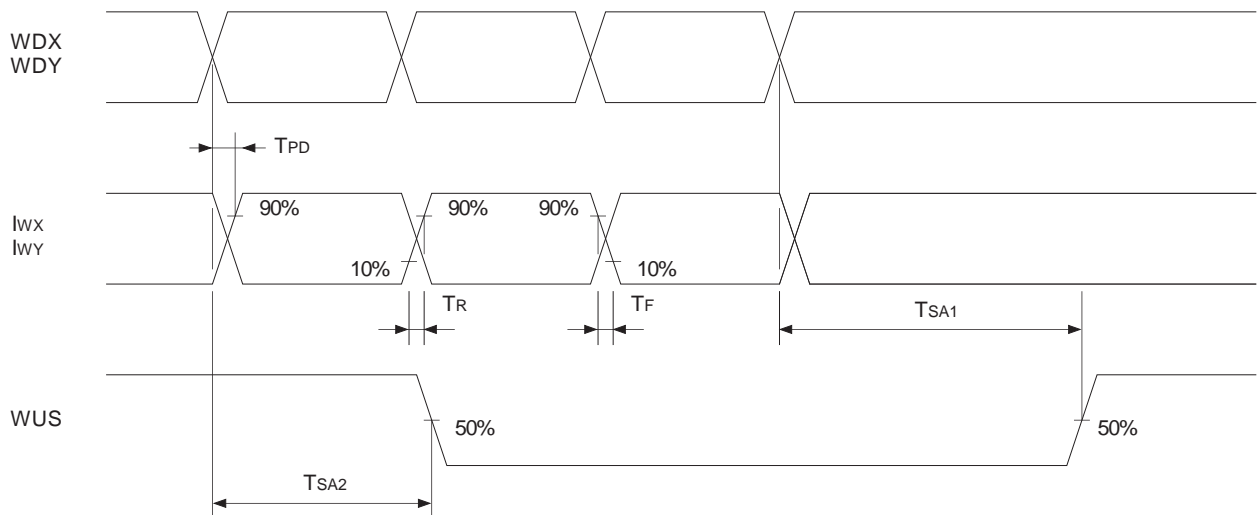 WDX
WDY
TPD
IWX
IWY
90%
90%
90%
10%
10%
TR
TF
TSA1
WUS
50%
50%
TSA2